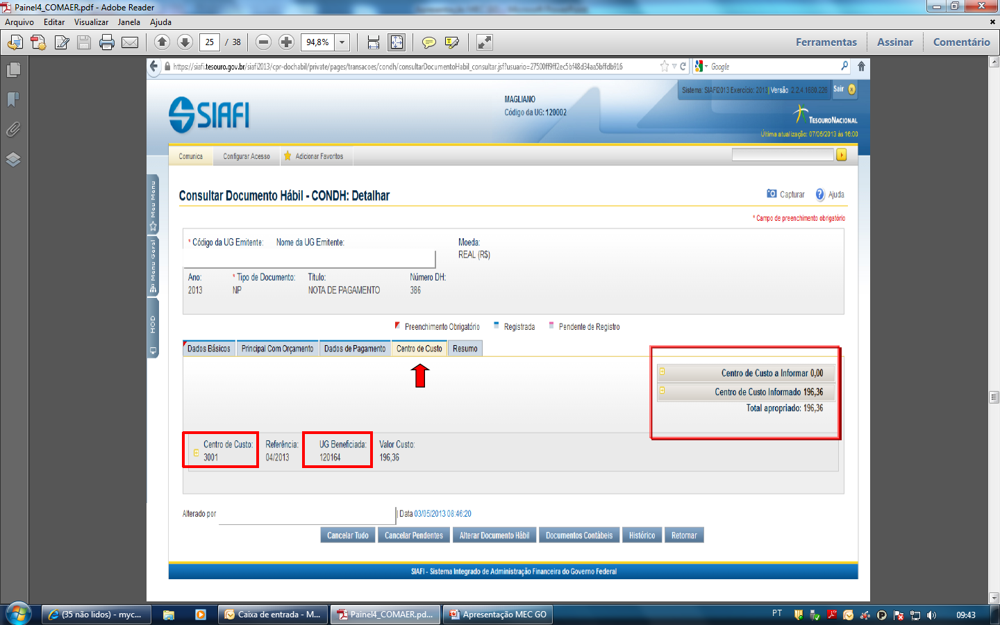 Painel4_COMAER.pdf - Adobe Reader
Arquivo Editar Visualizar Janela Ajuda
25 / 38 94,8% Ferramentas Assinar Comentário
https://siafi.tesouro.gov.br/siafi2013/cpr-dochabil/private/pages/transacoes/condh/consultarDocumentoHabil_consultar.jsf?usuario=27500ff9ff2ec5bf48d34aa5bffdb916 Google
Sistema: SIAFI2013 Exercício: 2013 | Versão 2.2.4.1680.226 Sair x
MAGLIANO
Código da UG: 120002
SIAFI
TESOURONACIONAL
Última atualização: 07/05/2013 às 16:00
Comunica Configurar Acesso Adicionar Favoritos
Meu Menu
Menu Geral
HOD
Consultar Documento Hábil - CONDH: Detalhar Capturar Ajuda
* Campo de preenchimento obrigatório
* Código da UG Emitente: Nome da UG Emitente: Moeda:
REAL (R$)
Ano: * Tipo de Documento: Título: Número DH:
2013 NP NOTA DE PAGAMENTO 386
Preenchimento Obrigatório Registrada Pendente de Registro
Dados Básicos Principal Com Orçamento Dados de Pagamento Centro de Custo Resumo
Centro de Custo a Informar 0,00
Centro de Custo Informado 196,36
Total apropriado: 196,36
Centro de Custo: Referência: UG Beneficiada: Valor Custo:
3001 04/2013 120164 196,36
Alterado por | Data 03/05/2013 08:46:20
Cancelar Tudo Cancelar Pendentes Alterar Documento Hábil Documentos Contábeis Histórico Retornar
SIAFI - Sistema Integrado de Administração Financeira do Governo Federal
(35 não lidos) - myc... Caixa de entrada - M... Painel4_COMAER.pd... Apresentação MEC GO PT 09:43